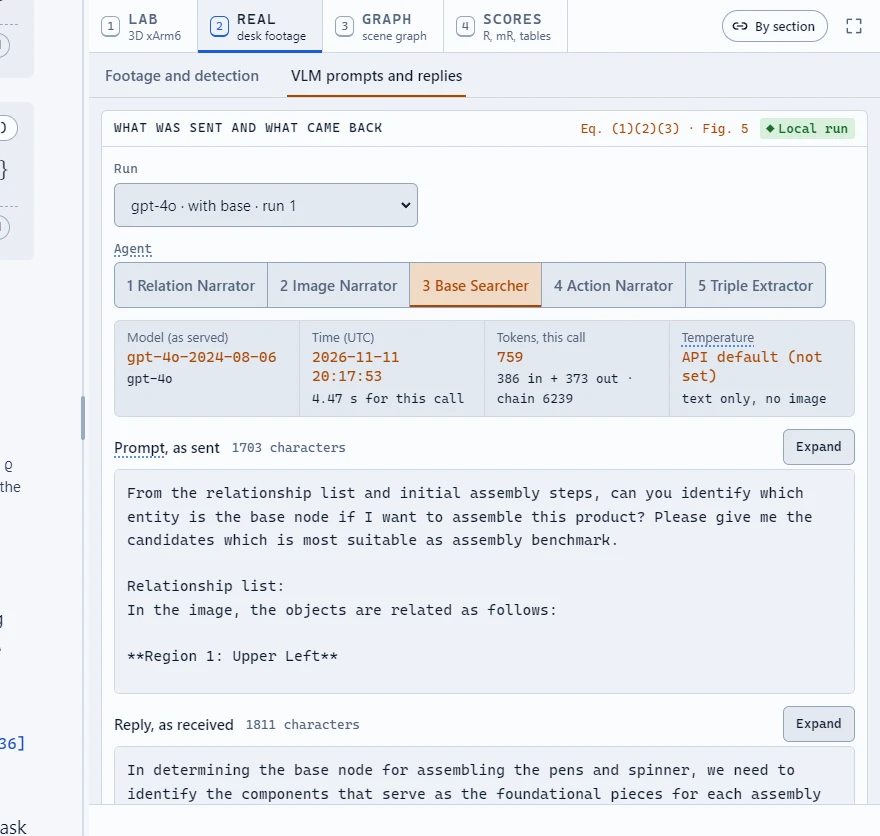 1 LAB
3D xArm6
2 REAL
desk footage
3 GRAPH
scene graph
4 SCORES
R, mR, tables
By section
Footage and detection
VLM prompts and replies
WHAT WAS SENT AND WHAT CAME BACK
Eq. (1)(2)(3) · Fig. 5
Local run
Run
gpt-4o · with base · run 1
Agent
1 Relation Narrator
2 Image Narrator
3 Base Searcher
4 Action Narrator
5 Triple Extractor
Model (as served)
gpt-4o-2024-08-06
gpt-4o
Time (UTC)
2026-11-11
20:17:53
4.47 s for this call
Tokens, this call
759
386 in + 373 out ·
chain 6239
Temperature
API default (not
set)
text only, no image
Prompt, as sent 1703 characters
Expand
From the relationship list and initial assembly steps, can you identify which
entity is the base node if I want to assemble this product? Please give me the
candidates which is most suitable as assembly benchmark.
Relationship list:
In the image, the objects are related as follows:
**Region 1: Upper Left**
Reply, as received 1811 characters
Expand
In determining the base node for assembling the pens and spinner, we need to
identify the components that serve as the foundational pieces for each assembly
)
}
the
36]
ask